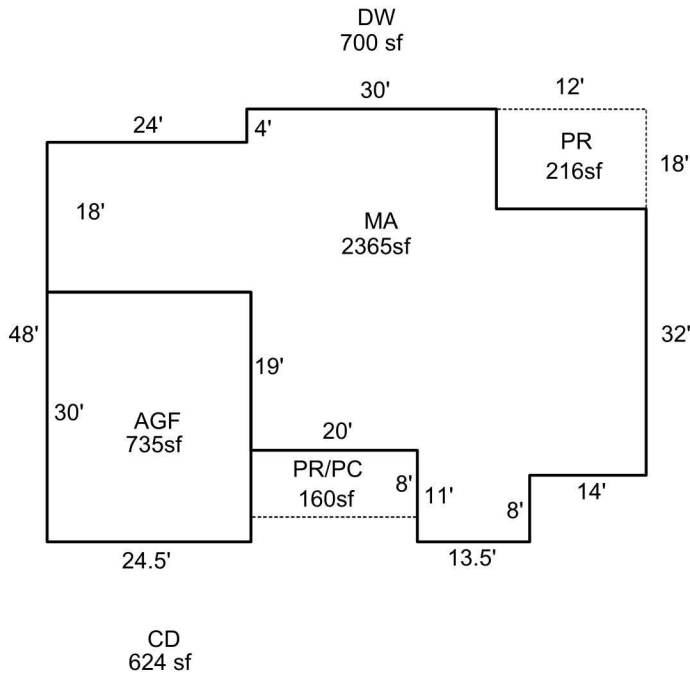 DW
700 sf
30'
12'
24'
4'
PR
216sf
18'
18'
MA
2365sf
48'
32'
19'
30'
AGF
735sf
20'
PR/PC
160sf
8'
11'
8'
14'
24.5'
13.5'
CD
624 sf